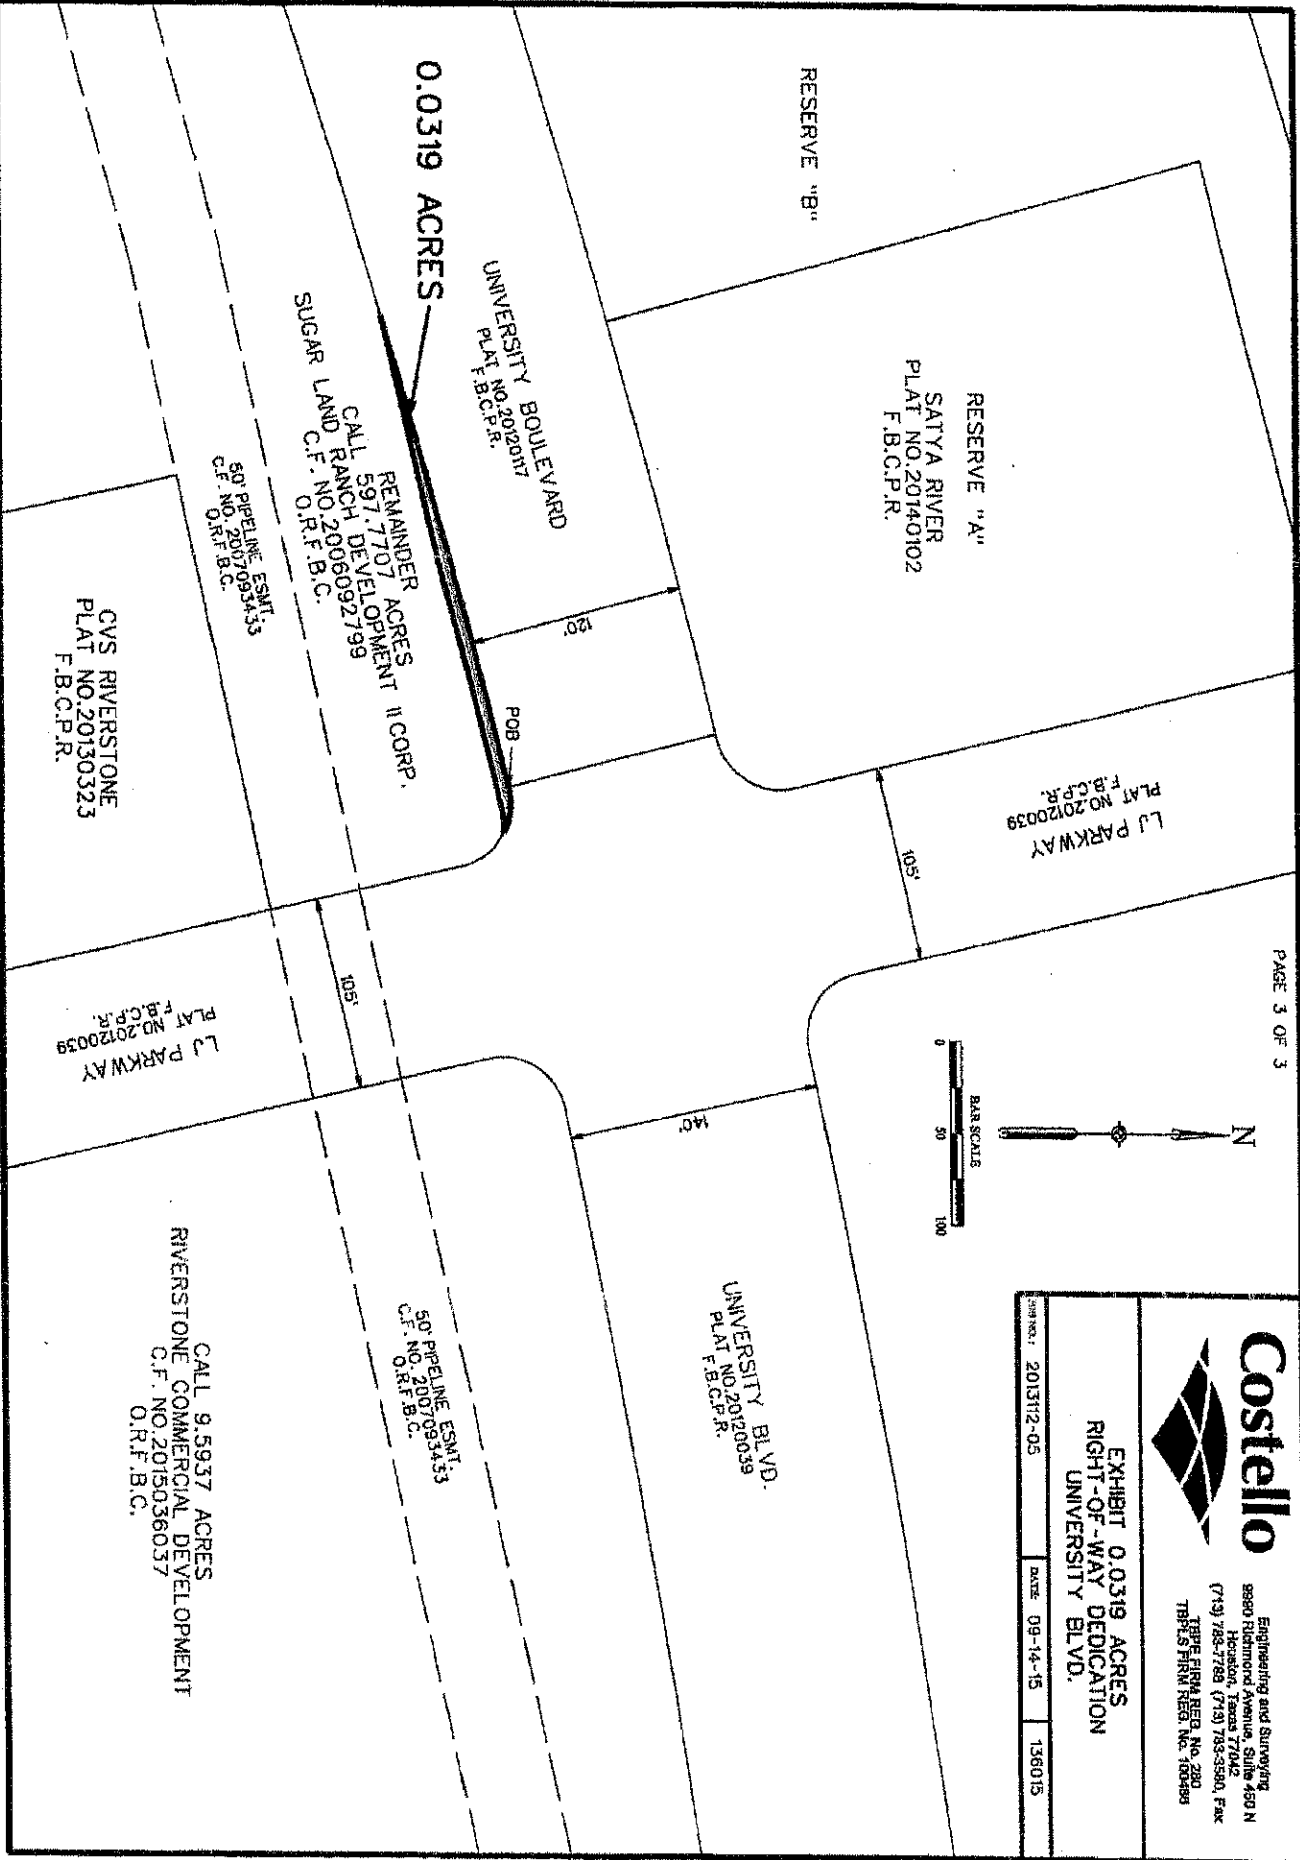 PAGE 3 OF 3
N
BAR SCALE
0 50 100
Costello
Engineering and Surveying
9990 Richmond Avenue, Suite 450 N
Houston, Texas 77042
(713) 783-7788 (713) 783-3580, Fax
TBPE FIRM REG. No. 280
TBPLS FIRM REG. No. 100486
EXHIBIT 0.0319 ACRES
RIGHT-OF-WAY DEDICATION
UNIVERSITY BLVD.
JOB NO.: 2013112-05
DATE: 09-14-15
136015
RESERVE "B"
RESERVE "A"
SATYA RIVER
PLAT NO.20140102
F.B.C.P.R.
LJ PARKWAY
PLAT NO.20120039
F.B.C.P.R.
105'
0.0319 ACRES
UNIVERSITY BOULEVARD
PLAT NO.20120117
F.B.C.P.R.
120'
POB
140'
UNIVERSITY BLVD.
PLAT NO.20120039
F.B.C.P.R.
REMAINDER
CALL 597.7707 ACRES
SUGAR LAND RANCH DEVELOPMENT II CORP.
C.F. NO.2006092799
O.R.F.B.C.
50' PIPELINE ESMT.
C.F. NO. 2007093433
O.R.F.B.C.
105'
50' PIPELINE ESMT.
C.F. NO. 2007093433
O.R.F.B.C.
CVS RIVERSTONE
PLAT NO.20130323
F.B.C.P.R.
LJ PARKWAY
PLAT NO.20120039
F.B.C.P.R.
CALL 9.5937 ACRES
RIVERSTONE COMMERCIAL DEVELOPMENT
C.F. NO.2015036037
O.R.F.B.C.